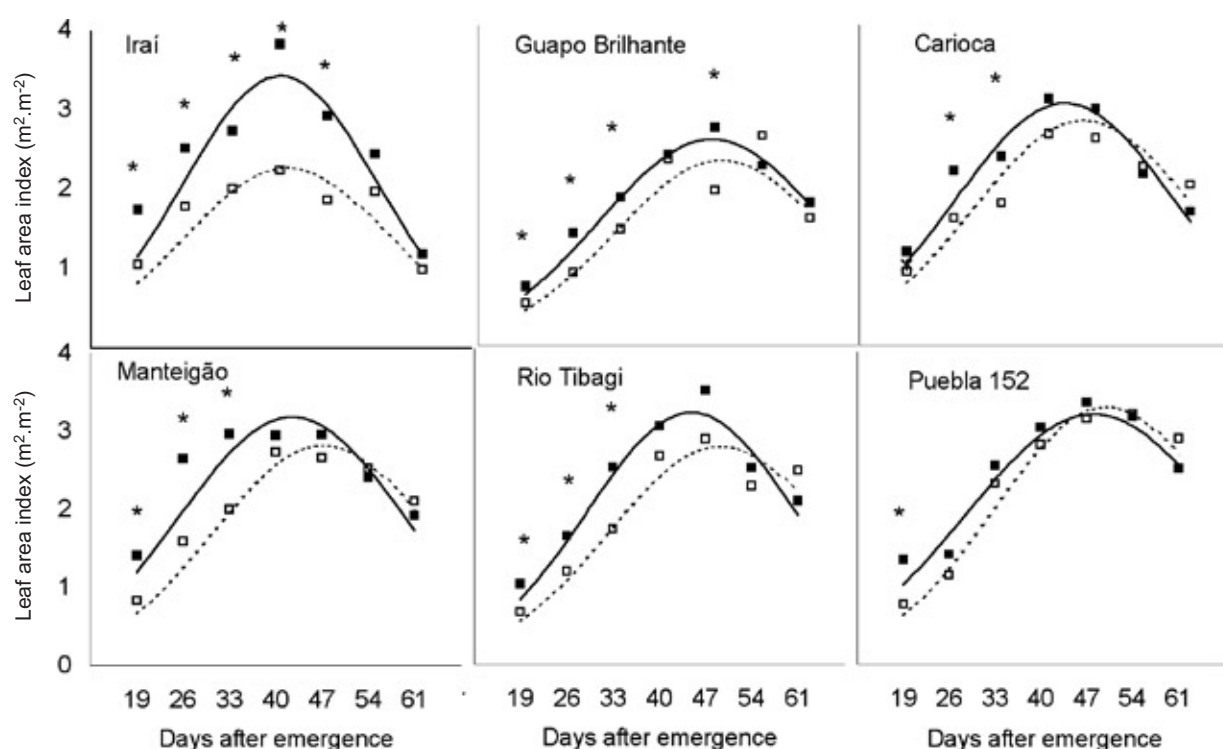 4
3
2
1
Leaf area index (m².m⁻²)
Iraí
*
*
*
*
*
Guapo Brilhante
*
*
*
*
Carioca
*
*
*
4
3
2
1
0
Leaf area index (m².m⁻²)
Manteigão
*
*
*
Rio Tibagi
*
*
*
Puebla 152
*
19 26 33 40 47 54 61
Days after emergence
19 26 33 40 47 54 61
Days after emergence
19 26 33 40 47 54 61
Days after emergence